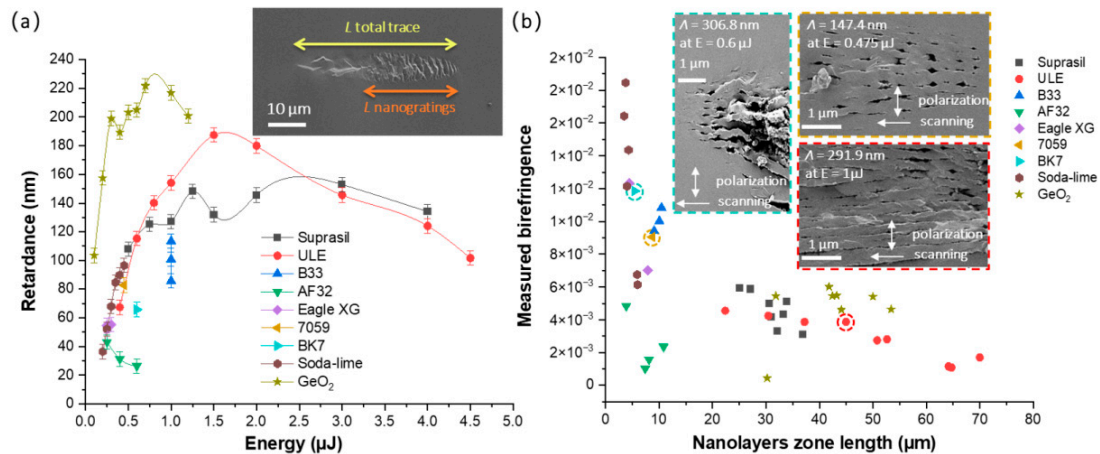 (a)
L total trace
L nanogratings
10 µm
240
220
200
180
160
140
120
100
80
60
40
20
0
Retardance (nm)
Suprasil
ULE
B33
AF32
Eagle XG
7059
BK7
Soda-lime
GeO₂
0.0 0.5 1.0 1.5 2.0 2.5 3.0 3.5 4.0 4.5 5.0
Energy (µJ)
(b)
2×10⁻²
2×10⁻²
2×10⁻²
1×10⁻²
1×10⁻²
8×10⁻³
6×10⁻³
4×10⁻³
2×10⁻³
0
Measured birefringence
Λ = 306.8 nm
at E = 0.6 µJ
1 µm
polarization
scanning
Λ = 147.4 nm
at E = 0.475 µJ
polarization
1 µm
scanning
Λ = 291.9 nm
at E = 1µJ
polarization
1 µm
scanning
Suprasil
ULE
B33
AF32
Eagle XG
7059
BK7
Soda-lime
GeO₂
0 10 20 30 40 50 60 70 80
Nanolayers zone length (µm)